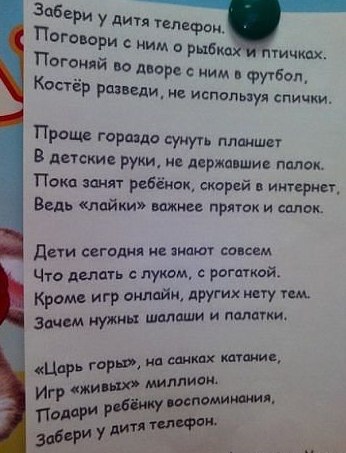 Забери у дитя телефон.
Поговори с ним о рыбках и птичках.
Погоняй во дворе с ним в футбол,
Костёр разведи, не используя спички.
Проще гораздо сунуть планшет
В детские руки, не державшие палок.
Пока занят ребёнок, скорей в интернет,
Ведь «лайки» важнее пряток и салок.
Дети сегодня не знают совсем
Что делать с луком, с рогаткой.
Кроме игр онлайн, других нету тем.
Зачем нужны шалаши и палатки.
«Царь горы», на санках катание,
Игр «живых» миллион.
Подари ребёнку воспоминания,
Забери у дитя телефон.